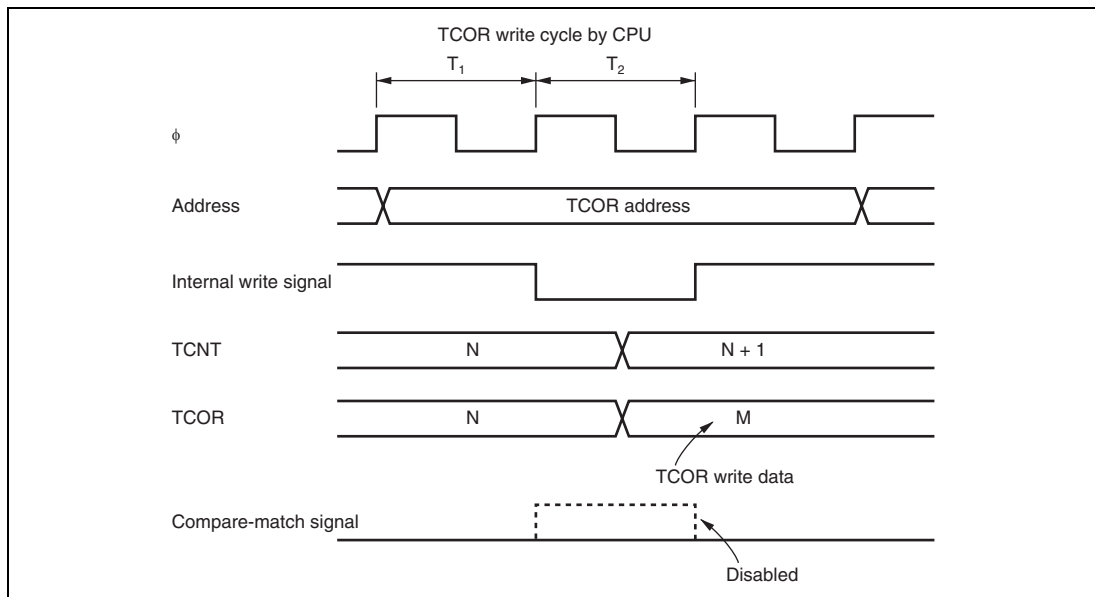 TCOR write cycle by CPU
T1 T2
ϕ
Address TCOR address
Internal write signal
TCNT N N + 1
TCOR N M
TCOR write data
Compare-match signal
Disabled